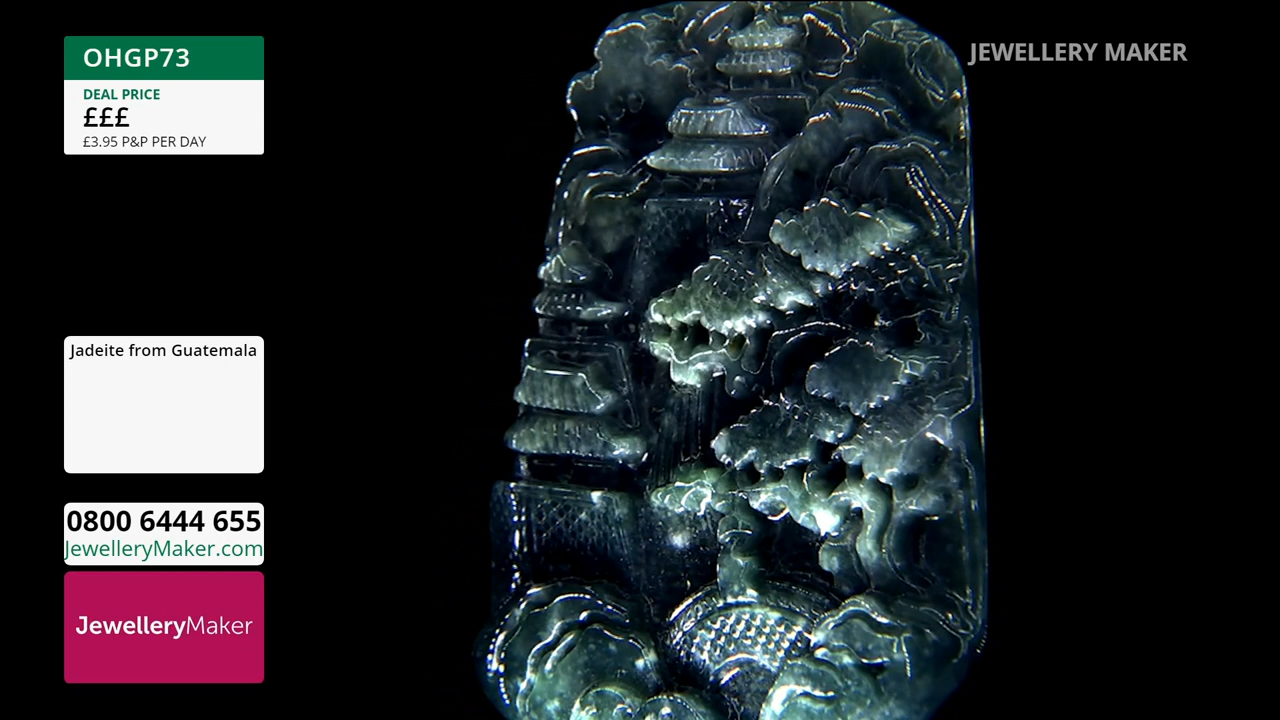 OHGP73
DEAL PRICE
£££
£3.95 P&P PER DAY
Jadeite from Guatemala
0800 6444 655
JewelleryMaker.com
JewelleryMaker
JEWELLERY MAKER